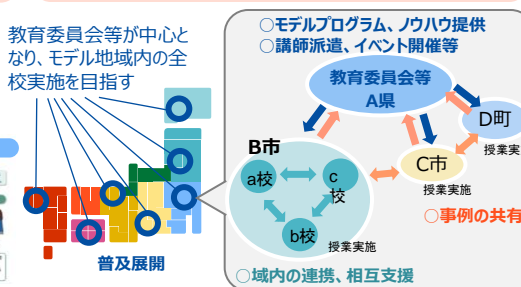 教育委員会等が中心と
なり、モデル地域内の全
校実施を目指す
普及展開
○モデルプログラム、ノウハウ提供
○講師派遣、イベント開催等
教育委員会等
A県
B市
a校
c
校
b校
授業実施
C市
授業実施
D町
授業実
○事例の共有
○域内の連携、相互支援